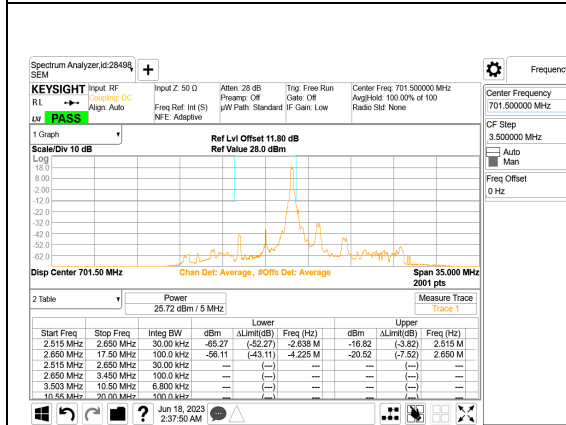 Spectrum Analyzer,id:28498,
SEM
KEYSIGHT
RL
LXI PASS
Input: RF
Coupling: DC
Align: Auto
Input Z: 50 Ω
Freq Ref: Int (S)
NFE: Adaptive
Atten: 28 dB
Preamp: Off
µW Path: Standard
Trig: Free Run
Gate: Off
IF Gain: Low
Center Freq: 701.500000 MHz
Avg|Hold: 100.00% of 100
Radio Std: None
1 Graph
Scale/Div 10 dB
Ref Lvl Offset 11.80 dB
Ref Value 28.0 dBm
Log
18.0
8.00
-2.00
-12.0
-22.0
-32.0
-42.0
-52.0
-62.0
Disp Center 701.50 MHz
Chan Det: Average, #Offs Det: Average
Span 35.000 MHz
2001 pts
2 Table
Power
25.72 dBm / 5 MHz
Measure Trace
Trace 1
Lower Upper
Start Freq Stop Freq Integ BW dBm ΔLimit(dB) Freq (Hz) dBm ΔLimit(dB) Freq (Hz)
2.515 MHz 2.650 MHz 30.00 kHz -65.27 (-52.27) -2.638 M -16.82 (-3.82) 2.515 M
2.650 MHz 17.50 MHz 100.0 kHz -56.11 (-43.11) -4.225 M -20.52 (-7.52) 2.650 M
2.515 MHz 2.650 MHz 30.00 kHz --- (---) --- --- (---) ---
2.650 MHz 3.450 MHz 100.0 kHz --- (---) --- --- (---) ---
3.503 MHz 10.50 MHz 6.800 kHz --- (---) --- --- (---) ---
10.55 MHz 20.00 MHz 100.0 kHz --- (---) --- --- (---) ---
Jun 18, 2023
2:37:50 AM
Frequency
Center Frequency
701.500000 MHz
CF Step
3.500000 MHz
Auto
Man
Freq Offset
0 Hz